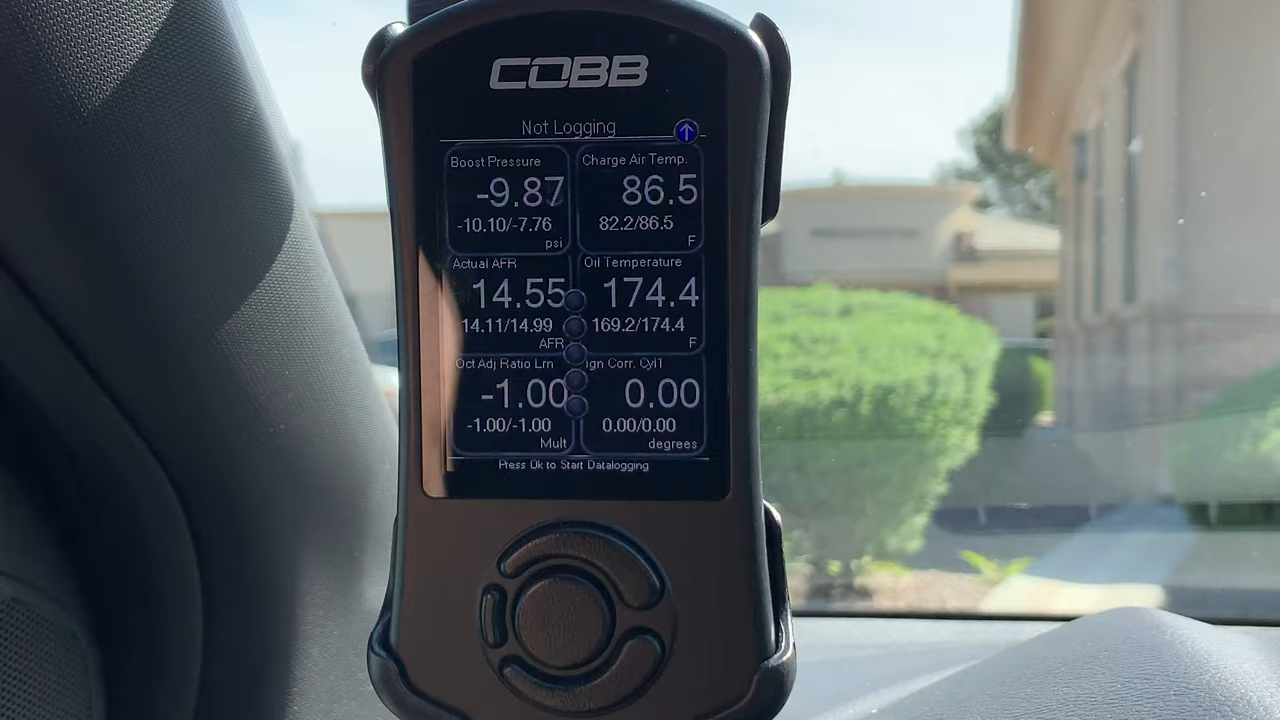 COBB
Not Logging
Boost Pressure
-9.87
-10.10/-7.76
psi
Charge Air Temp.
86.5
82.2/86.5
F
Actual AFR
14.55
14.11/14.99
AFR
Oil Temperature
174.4
169.2/174.4
F
Oct Adj Ratio Lrn
-1.00
-1.00/-1.00
Mult
Ign Corr. Cyl1
0.00
0.00/0.00
degrees
Press Ok to Start Datalogging